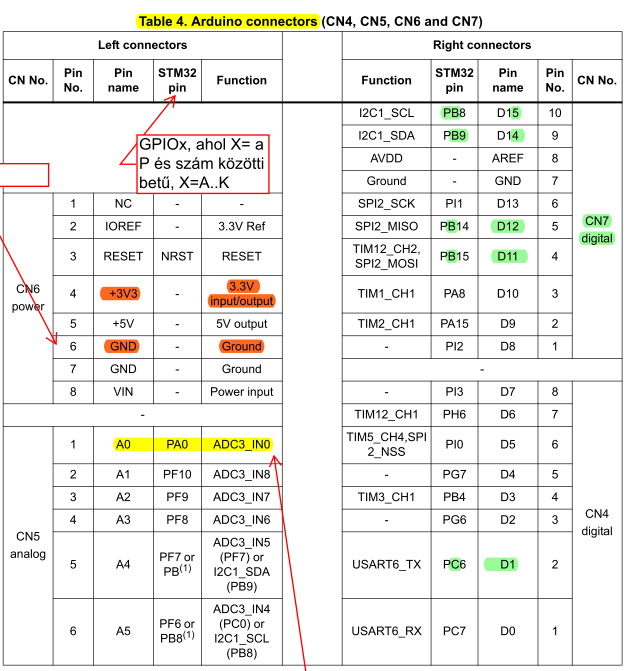 Table 4. Arduino connectors (CN4, CN5, CN6 and CN7)
Left connectors
CN No. Pin No. Pin name STM32 pin Function
GPIOx, ahol X= a
P és szám közötti
betű, X=A..K
CN6 power
1 NC - -
2 IOREF - 3.3V Ref
3 RESET NRST RESET
4 +3V3 - 3.3V input/output
5 +5V - 5V output
6 GND - Ground
7 GND - Ground
8 VIN - Power input
-
CN5 analog
1 A0 PA0 ADC3_IN0
2 A1 PF10 ADC3_IN8
3 A2 PF9 ADC3_IN7
4 A3 PF8 ADC3_IN6
5 A4 PF7 or PB(1) ADC3_IN5 (PF7) or I2C1_SDA (PB9)
6 A5 PF6 or PB8(1) ADC3_IN4 (PC0) or I2C1_SCL (PB8)
Right connectors
Function STM32 pin Pin name Pin No. CN No.
I2C1_SCL PB8 D15 10
I2C1_SDA PB9 D14 9
AVDD - AREF 8
Ground - GND 7
SPI2_SCK PI1 D13 6
SPI2_MISO PB14 D12 5
TIM12_CH2, SPI2_MOSI PB15 D11 4
TIM1_CH1 PA8 D10 3
TIM2_CH1 PA15 D9 2
- PI2 D8 1
CN7 digital
-
- PI3 D7 8
TIM12_CH1 PH6 D6 7
TIM5_CH4,SPI2_NSS PI0 D5 6
- PG7 D4 5
TIM3_CH1 PB4 D3 4
- PG6 D2 3
USART6_TX PC6 D1 2
USART6_RX PC7 D0 1
CN4 digital